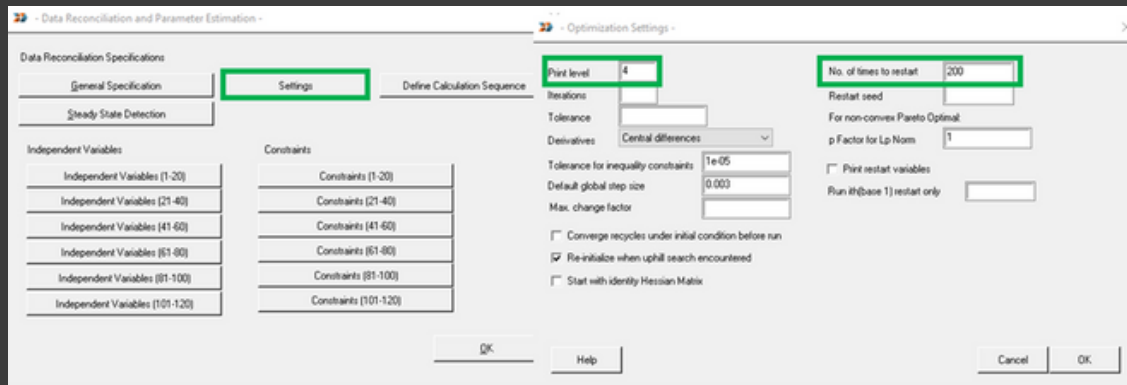 - Data Reconciliation and Parameter Estimation -
Data Reconciliation Specifications
General Specification
Settings
Define Calculation Sequence
Steady State Detection
Independent Variables
Constraints
Independent Variables (1-20)
Constraints (1-20)
Independent Variables (21-40)
Constraints (21-40)
Independent Variables (41-60)
Constraints (41-60)
Independent Variables (61-80)
Constraints (61-80)
Independent Variables (81-100)
Constraints (81-100)
Independent Variables (101-120)
Constraints (101-120)
OK
- Optimization Settings -
Print level 4
No. of times to restart 200
Iterations
Restart seed
Tolerance
For non-convex Pareto Optimal:
Derivatives Central differences
p Factor for Lp Norm 1
Tolerance for inequality constraints 1e-05
Print restart variables
Default global step size 0.003
Run ith(base 1) restart only
Max. change factor
Converge recycles under initial condition before run
Re-initialize when uphill search encountered
Start with identity Hessian Matrix
Help
Cancel
OK